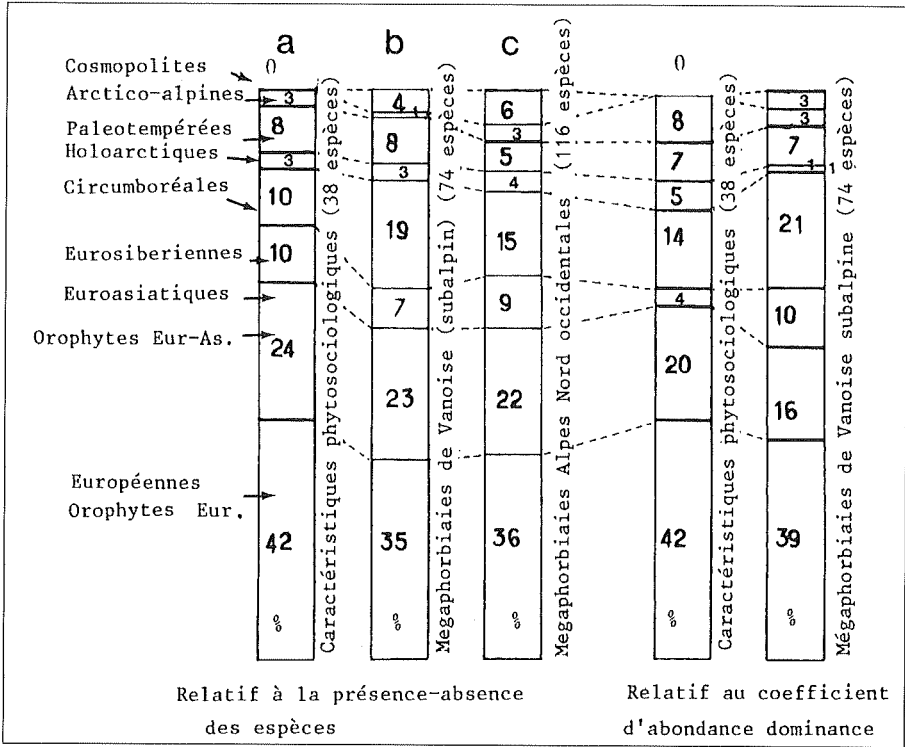 a b c
0 0
Cosmopolites
Arctico-alpines
Paleotempérées
Holoarctiques
Circumboréales
Eurosiberiennes
Euroasiatiques
Orophytes Eur-As.
Européennes
Orophytes Eur.
3
8
3
10
10
24
42
%
Caractéristiques phytosociologiques (38 espèces)
4
1
8
3
19
7
23
35
%
Megaphorbiaies de Vanoise (subalpin) (74 espèces)
6
3
5
4
15
9
22
36
%
Megaphorbiaies Alpes Nord occidentales (116 espèces)
8
7
5
14
4
20
42
%
Caractéristiques phytosociologiques (38 espèces)
3
3
7
1
1
21
10
16
39
%
Mégaphorbiaies de Vanoise subalpine (74 espèces)
Relatif à la présence-absence
des espèces
Relatif au coefficient
d'abondance dominance